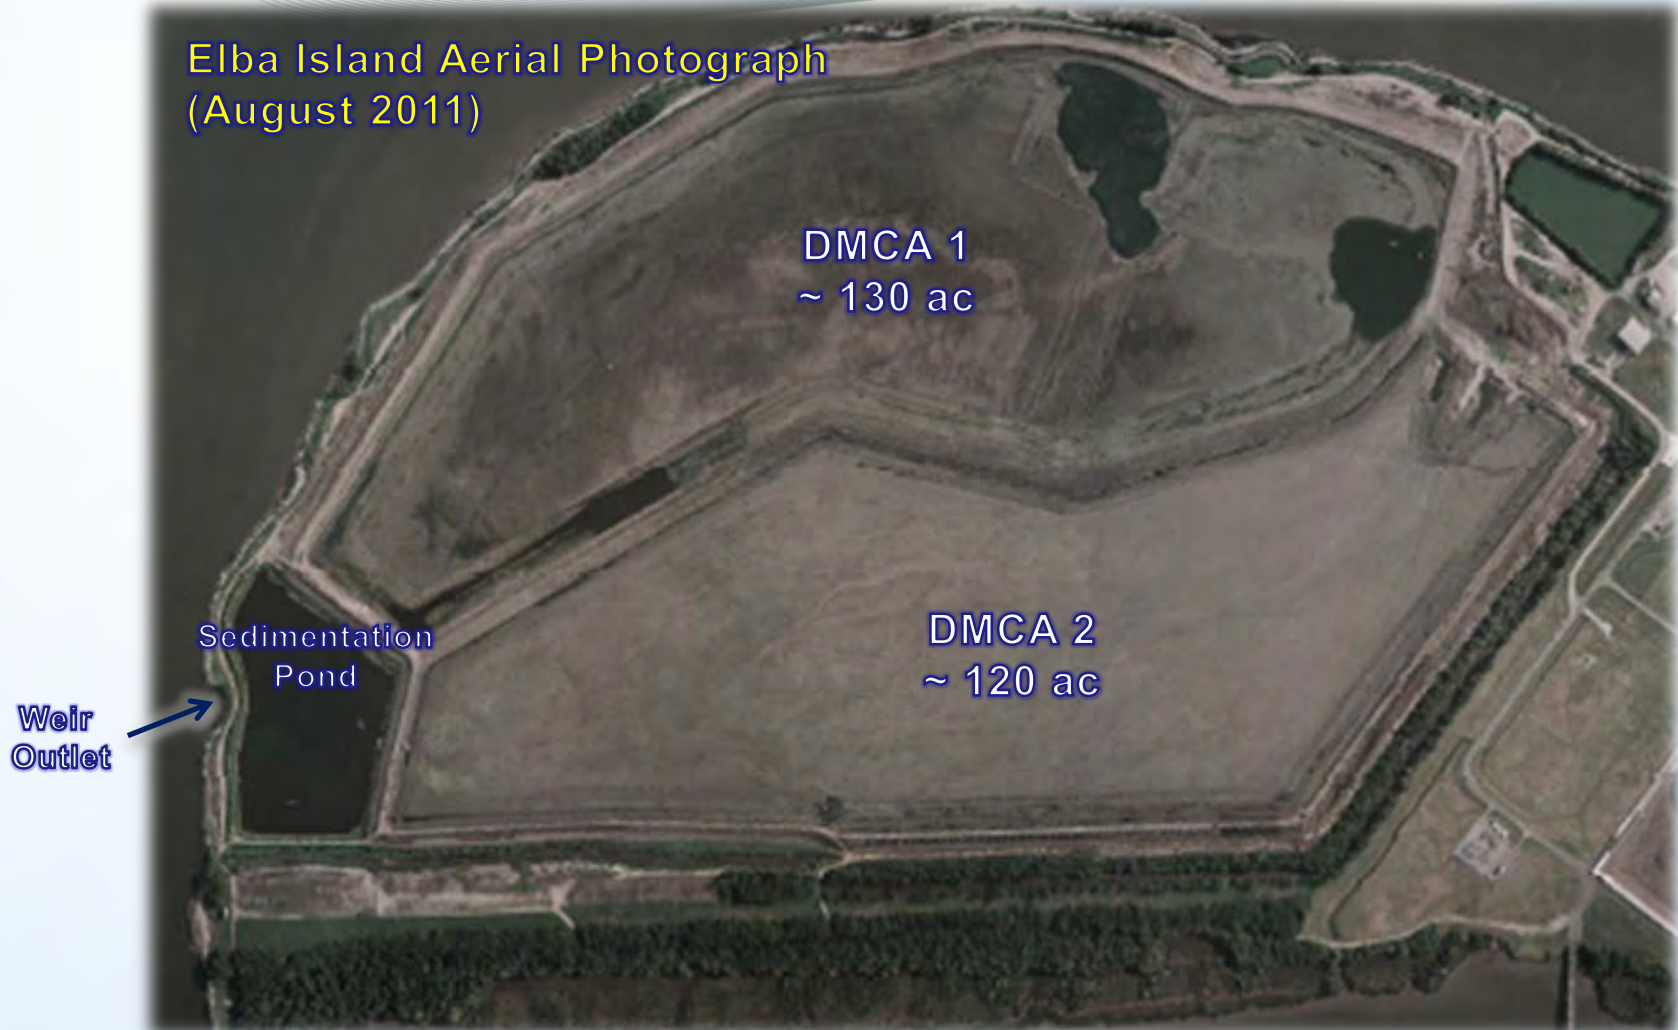 Elba Island Aerial Photograph
(August 2011)
DMCA 1
~ 130 ac
DMCA 2
~ 120 ac
Sedimentation
Pond
Weir
Outlet